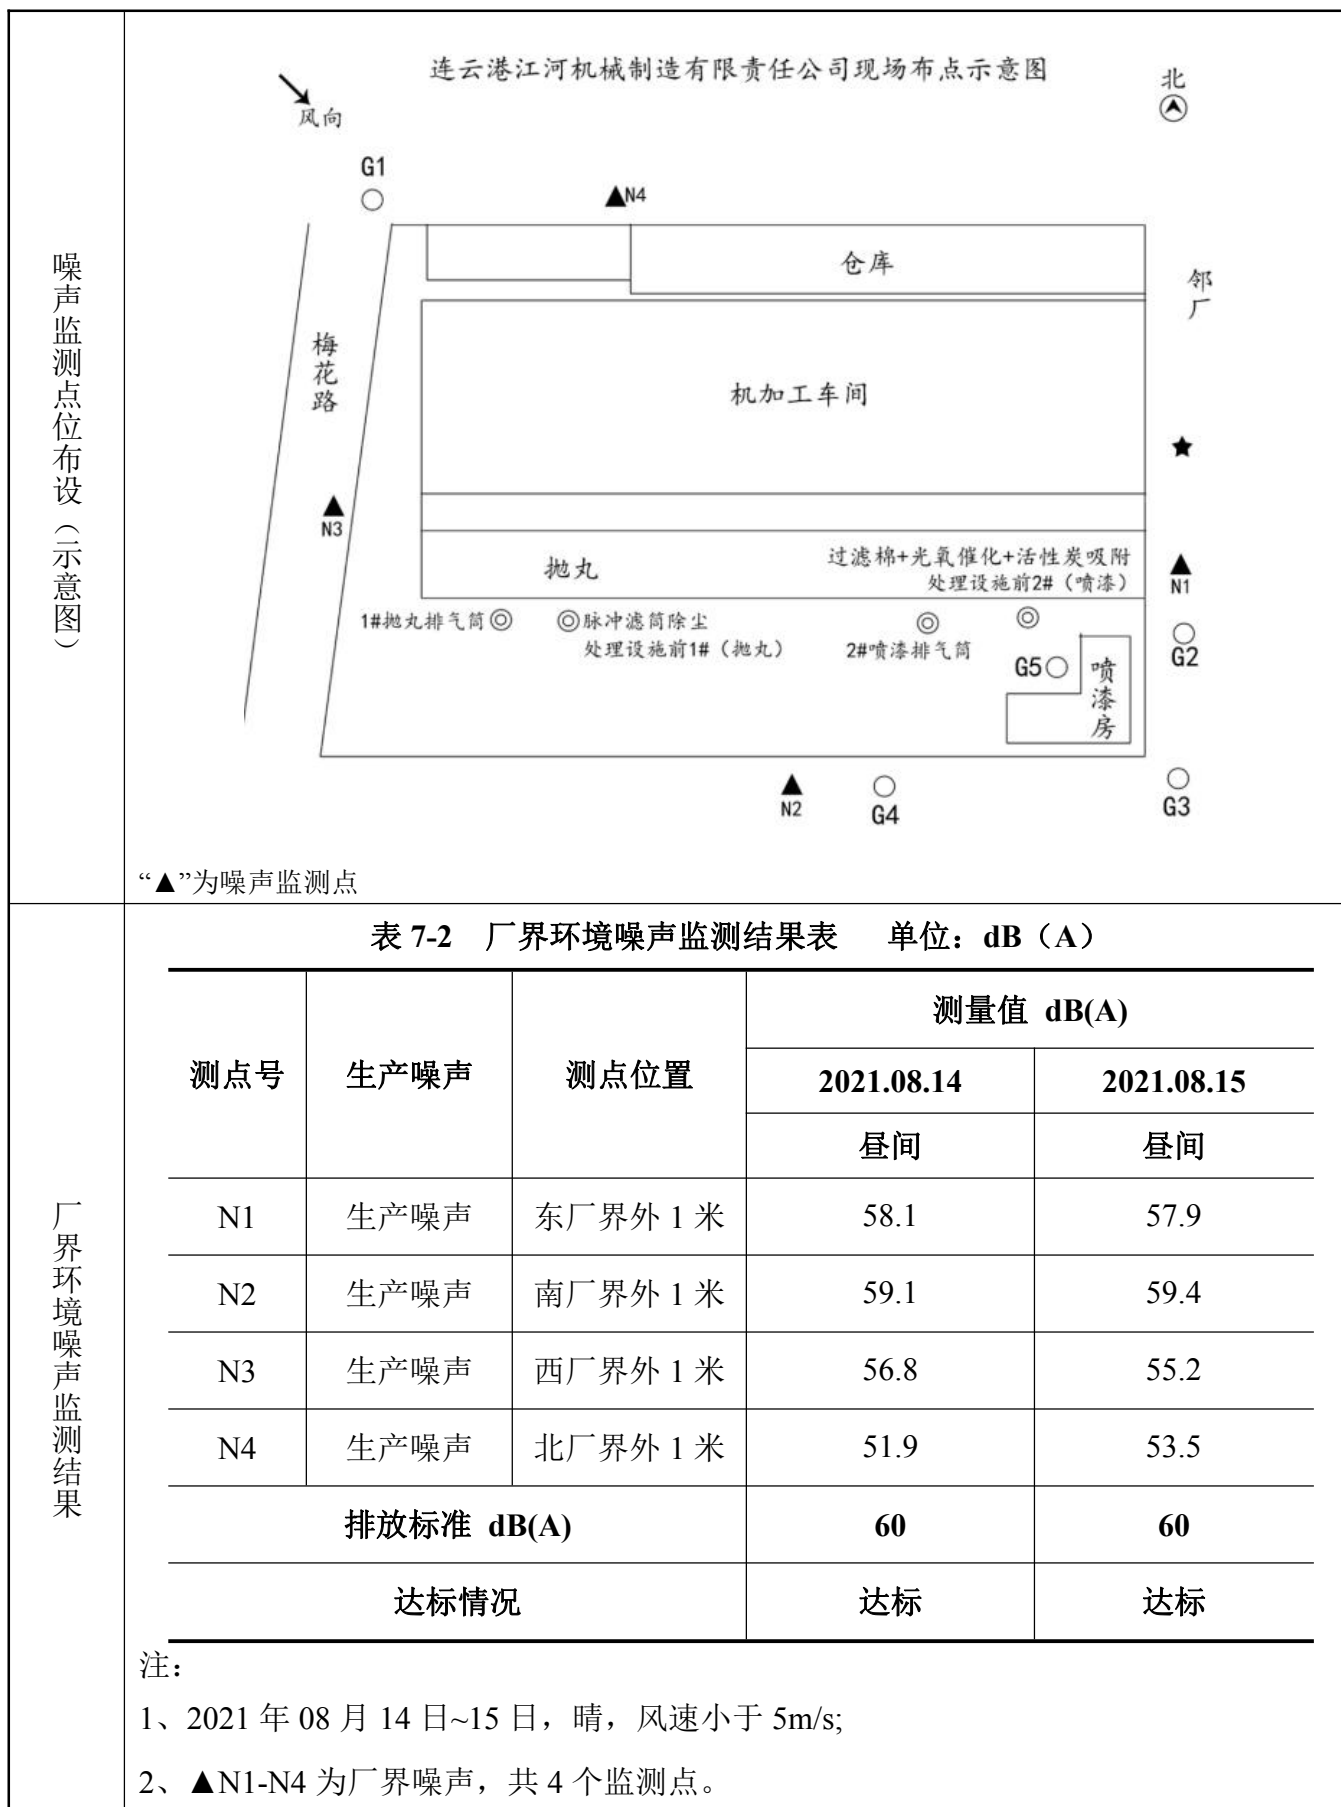 噪声监测点位布设（示意图）
连云港江河机械制造有限责任公司现场布点示意图
北
风向
G1
▲N4
仓库
邻厂
梅花路
机加工车间
★
▲
N3
抛丸
过滤棉+光氧催化+活性炭吸附
处理设施前2#（喷漆）
▲
N1
1#抛丸排气筒◎
◎脉冲滤筒除尘
处理设施前1#（抛丸）
◎
2#喷漆排气筒
◎
G2
G5○
喷漆房
▲
N2
G4
G3
“▲”为噪声监测点
厂界环境噪声监测结果
表 7-2 厂界环境噪声监测结果表 单位：dB（A）
测点号 生产噪声 测点位置 测量值 dB(A)
2021.08.14 2021.08.15
昼间 昼间
N1 生产噪声 东厂界外 1 米 58.1 57.9
N2 生产噪声 南厂界外 1 米 59.1 59.4
N3 生产噪声 西厂界外 1 米 56.8 55.2
N4 生产噪声 北厂界外 1 米 51.9 53.5
排放标准 dB(A) 60 60
达标情况 达标 达标
注：
1、2021 年 08 月 14 日~15 日，晴，风速小于 5m/s;
2、▲N1-N4 为厂界噪声，共 4 个监测点。